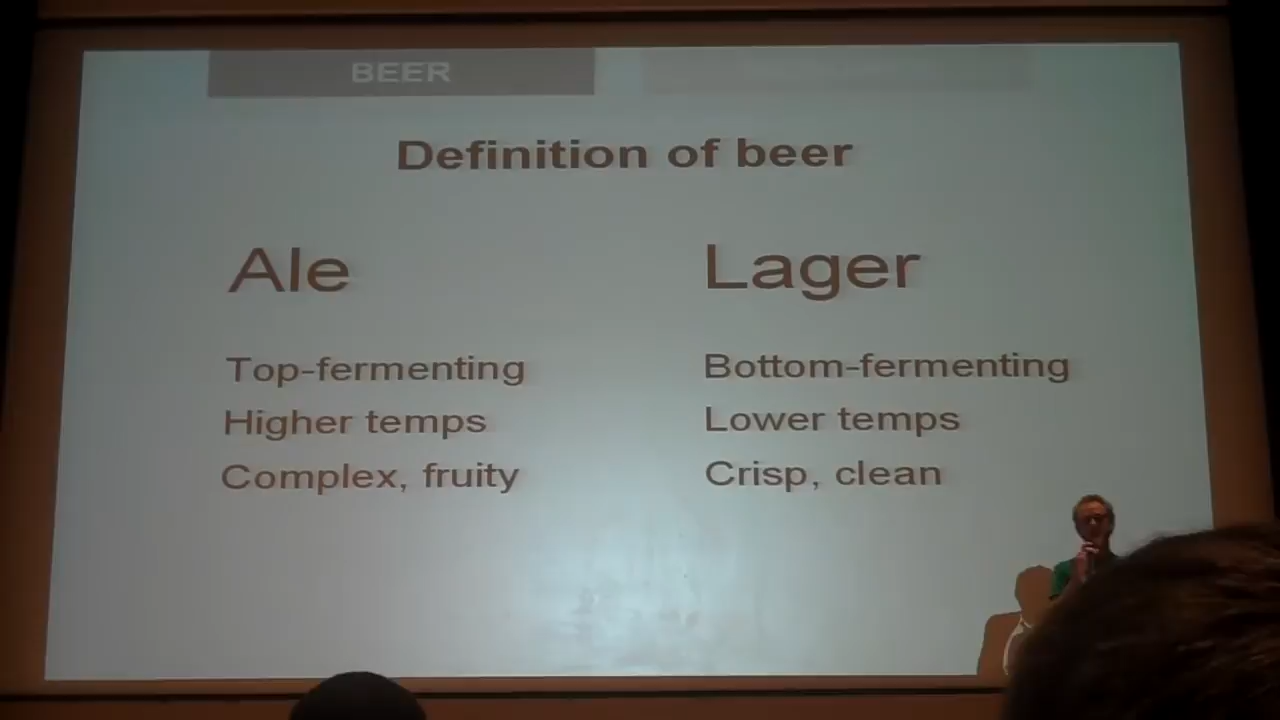 BEER
Definition of beer
Ale
Lager
Top-fermenting
Higher temps
Complex, fruity
Bottom-fermenting
Lower temps
Crisp, clean